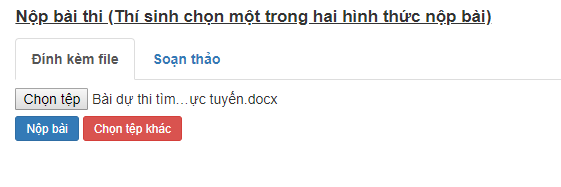 Nộp bài thi (Thí sinh chọn một trong hai hình thức nộp bài)
Đính kèm file Soạn thảo
Chọn tệp Bài dự thi tìm...ực tuyến.docx
Nộp bài Chọn tệp khác